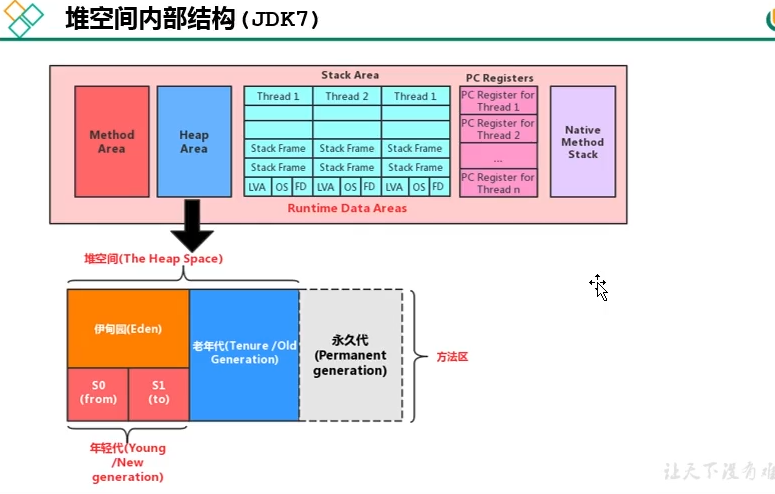 堆空间内部结构(JDK7)
Stack Area
PC Registers
Method
Area
Heap
Area
Thread 1 Thread 2 Thread 1
Stack Frame Stack Frame Stack Frame
Stack Frame Stack Frame Stack Frame
LVA OS FD LVA OS FD LVA OS FD
PC Register for
Thread 1
PC Register for
Thread 2
...
PC Register for
Thread n
Native
Method
Stack
Runtime Data Areas
堆空间(The Heap Space)
伊甸园(Eden)
S0
(from)
S1
(to)
老年代(Tenure /Old
Generation)
永久代
(Permanent
generation)
方法区
年轻代(Young
/New
generation)
让天下没有难